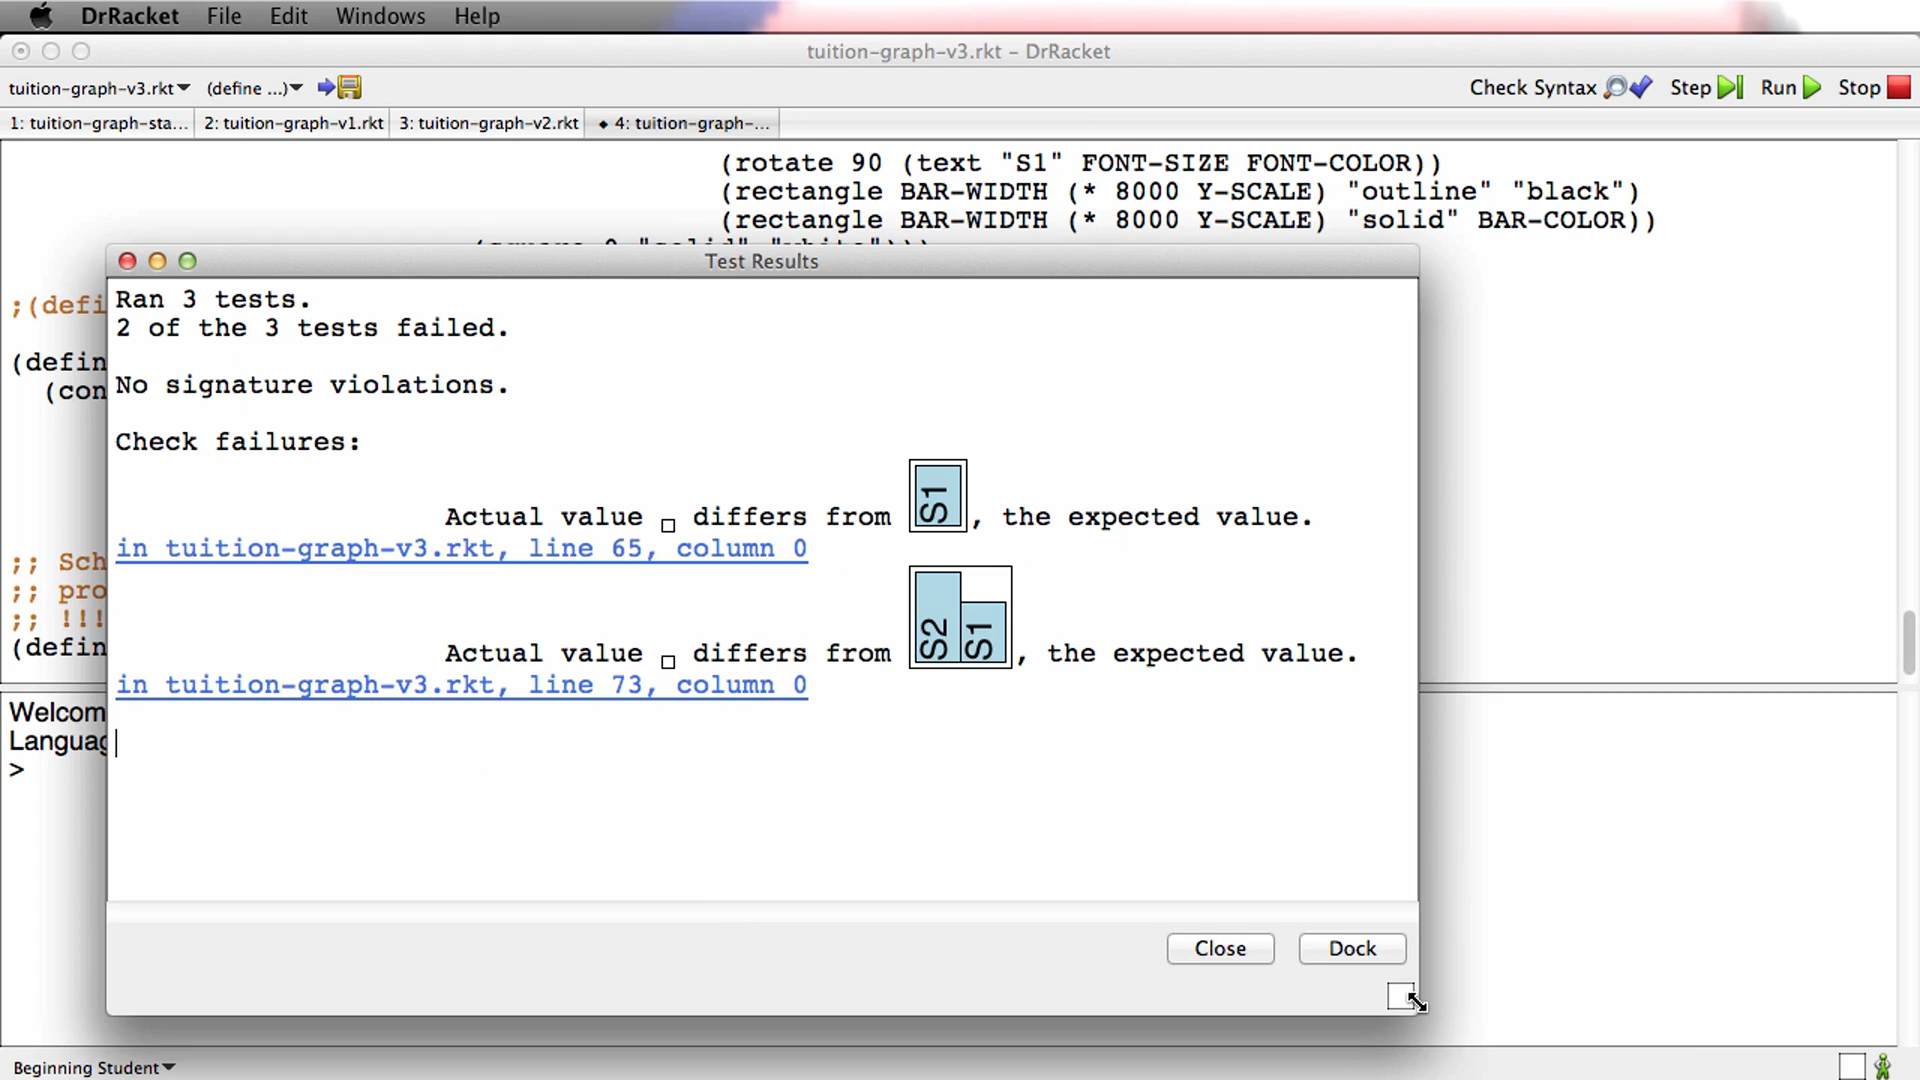 DrRacket File Edit Windows Help
tuition-graph-v3.rkt – DrRacket
tuition-graph-v3.rkt (define ...) Check Syntax Step Run Stop
1: tuition-graph-sta... 2: tuition-graph-v1.rkt 3: tuition-graph-v2.rkt 4: tuition-graph-...
(rotate 90 (text "S1" FONT-SIZE FONT-COLOR))
(rectangle BAR-WIDTH (* 8000 Y-SCALE) "outline" "black")
(rectangle BAR-WIDTH (* 8000 Y-SCALE) "solid" BAR-COLOR))
(square 0 "solid" "white")))
Test Results
Ran 3 tests.
2 of the 3 tests failed.
No signature violations.
Check failures:
Actual value differs from S1, the expected value.
in tuition-graph-v3.rkt, line 65, column 0
Actual value differs from S2 S1, the expected value.
in tuition-graph-v3.rkt, line 73, column 0
Close Dock
;(defi
(defin
(con
;; Sch
;; pro
;; !!!
(defin
Welcom
Languag
>
Beginning Student